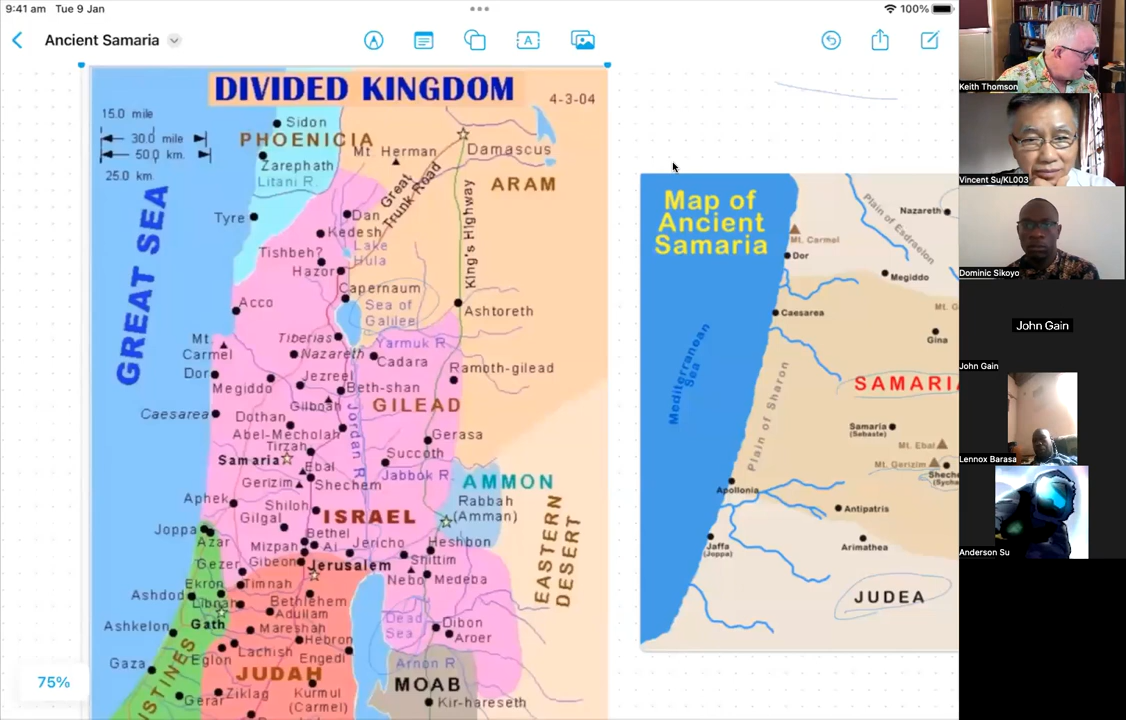 9:41 am Tue 9 Jan
100%
Ancient Samaria
DIVIDED KINGDOM
4-3-04
15.0 mile
30.0 mile
50.0 km.
25.0 km
Sidon
PHOENICIA
Mt Herman
Damascus
Zarephath
Litani R.
ARAM
Great
Trunk Road
King's Highway
GREAT SEA
Tyre
Dan
Kedesh
Lake
Hula
Tishbeh?
Hazor
Capernaum
Acco
Sea of
Galilee
Ashtoreth
Mt
Carmel
Tiberias
Yarmuk R.
Nazareth
Cadara
Dor
Jezreel
Ramoth-gilead
Megiddo
Beth-shan
Gilboah
GILEAD
Caesarea
Dothan
Jordan R
Abel-Mecholah
Gerasa
Tirzah
Samaria
Ebal
Succoth
Gerizim
Shechem
Jabbok R.
AMMON
Aphek
Shiloh
Rabbah
(Amman)
Gilgal
ISRAEL
Joppa
Bethel
Azar
Mizpah
Ai
Jericho
Heshbon
EASTERN
DESERT
Gezer
Gibeon
Jerusalem
Shittim
Ekron
Timnah
Nebo
Medeba
Ashdod
Libnah
Bethlehem
Adullam
Gath
Mareshah
Dead
Sea
Dibon
Ashkelon
Hebron
Aroer
Lachish
Eglon
Engedi
Gaza
Arnon R
JUDAH
MOAB
ISTINES
Gerar
Ziklag
Kurmul
(Carmel)
Kir-hareseth
75%
Map of
Ancient
Samaria
Plain of Esdraelon
Nazareth
Mt. Carmel
Dor
Megiddo
Caesarea
Mt. G
Gina
Mediterranean
Sea
Plain of Sharon
SAMARIA
Samaria
(Sebaste)
Mt. Ebal
Mt. Gerizim
Sheche
(Sycha
Apollonia
Antipatris
Jaffa
(Joppa)
Arimathea
JUDEA
Keith Thomson
Vincent Su/KL003
Dominic Sikoyo
John Gain
John Gain
Lennox Barasa
Anderson Su